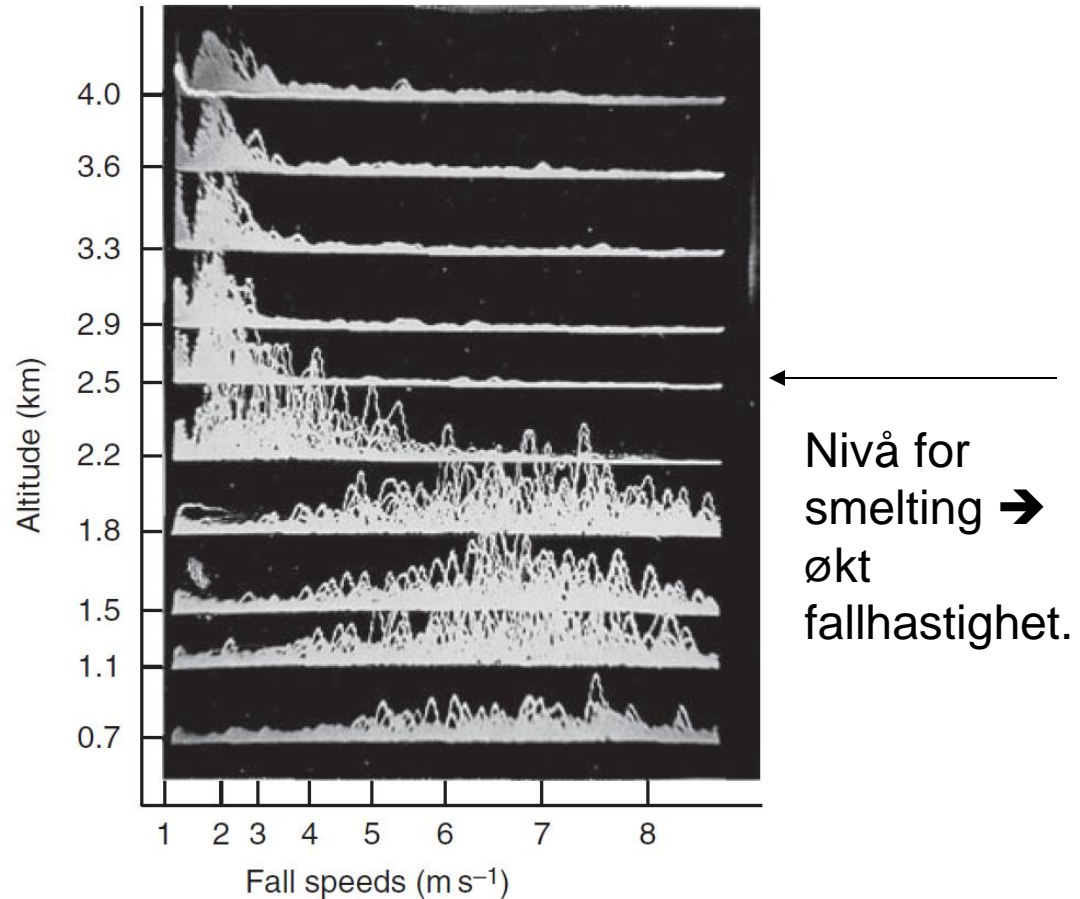 4.0
3.6
3.3
2.9
2.5
2.2
1.8
1.5
1.1
0.7
Altitude (km)
1 2 3 4 5 6 7 8
Fall speeds (m s⁻¹)
Nivå for
smelting ➔
økt
fallhastighet.